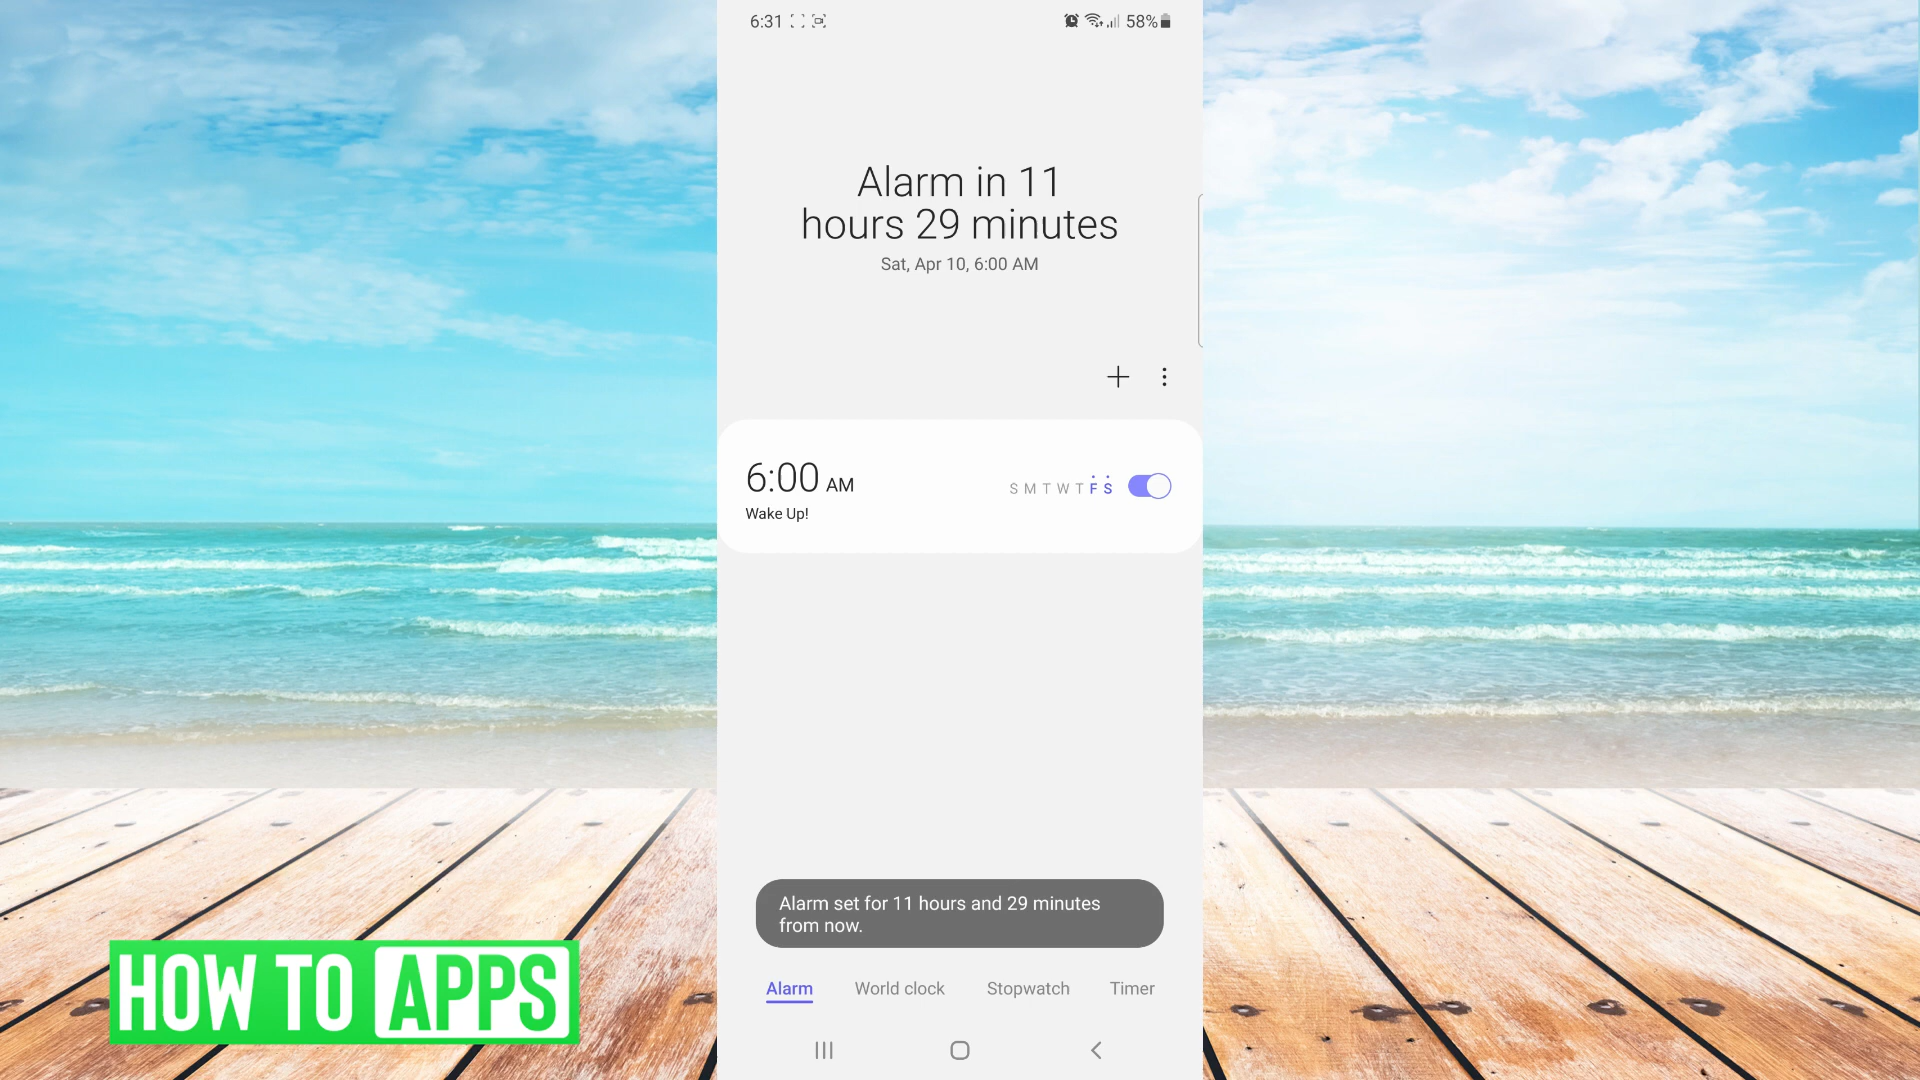 6:31
58%
Alarm in 11
hours 29 minutes
Sat, Apr 10, 6:00 AM
6:00 AM
S M T W T F S
Wake Up!
Alarm set for 11 hours and 29 minutes
from now.
Alarm World clock Stopwatch Timer
HOW TO APPS